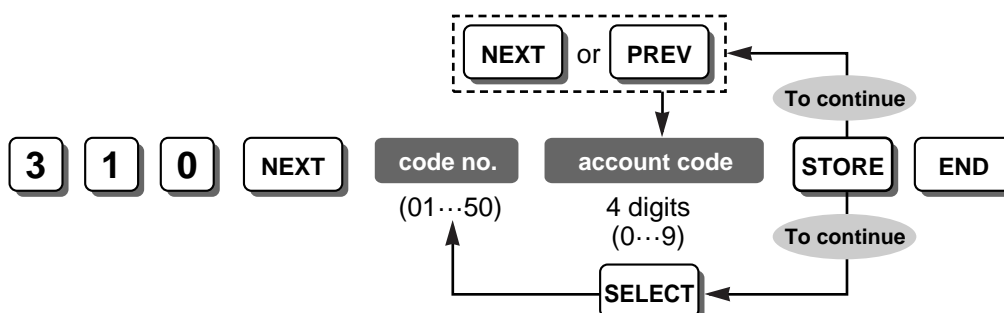 NEXT or PREV
To continue
3 1 0 NEXT code no. account code STORE END
(01···50) 4 digits
(0···9)
To continue
SELECT